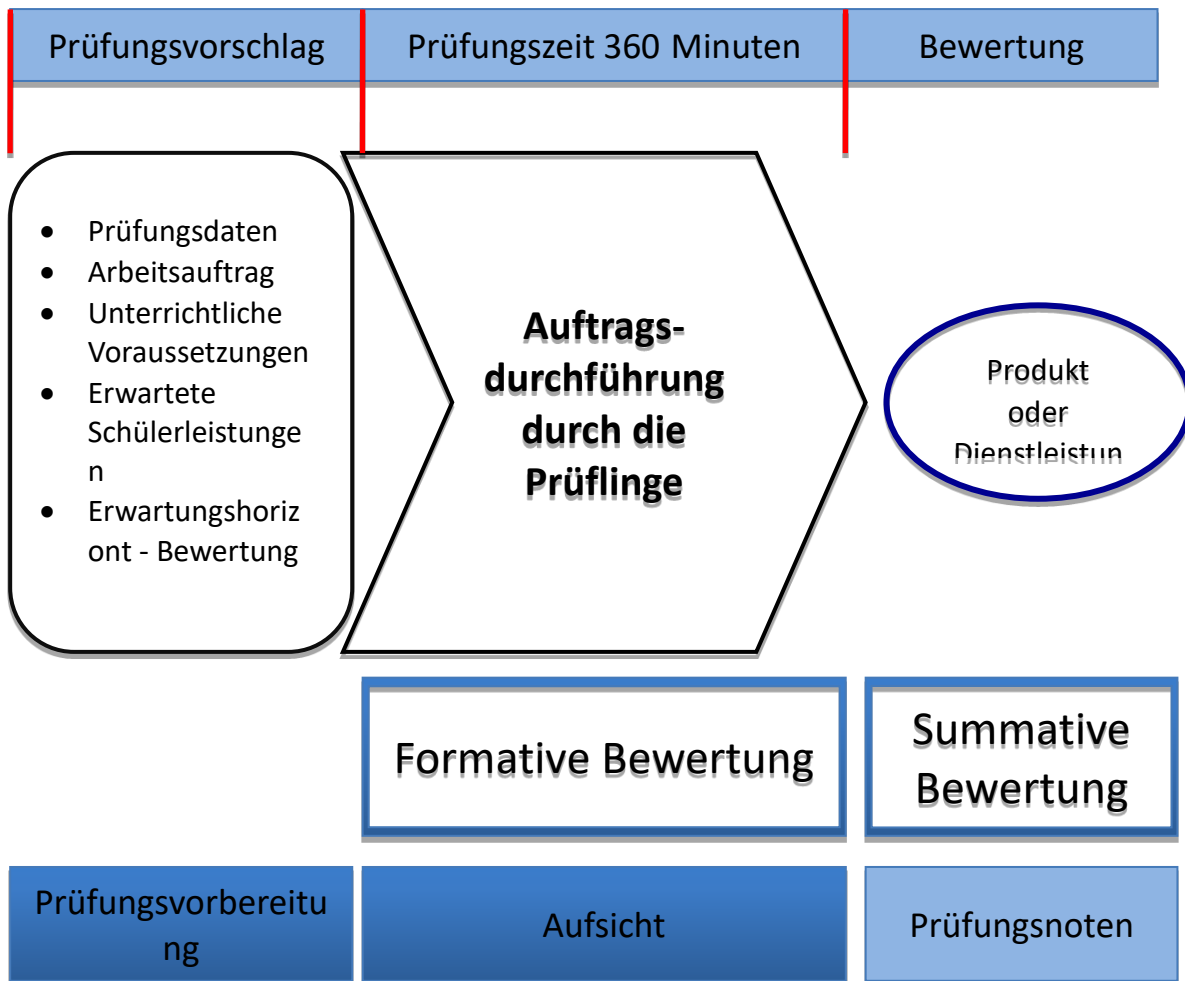 Prüfungsvorschlag
Prüfungszeit 360 Minuten
Bewertung
• Prüfungsdaten
• Arbeitsauftrag
• Unterrichtliche
Voraussetzungen
• Erwartete
Schülerleistunge
n
• Erwartungshoriz
ont - Bewertung
Auftrags-
durchführung
durch die
Prüflinge
Produkt
oder
Dienstleistun
Formative Bewertung
Summative
Bewertung
Prüfungsvorbereitu
ng
Aufsicht
Prüfungsnoten